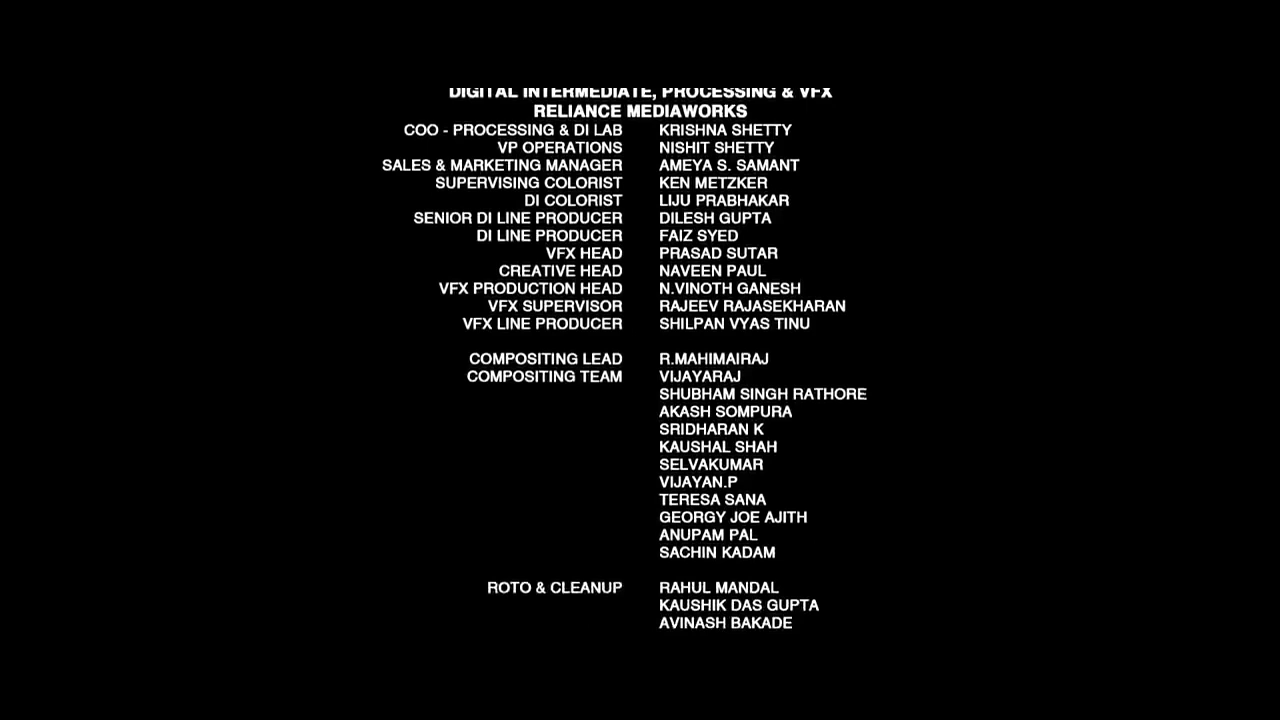 DIGITAL INTERMEDIATE, PROCESSING & VFX
RELIANCE MEDIAWORKS
COO - PROCESSING & DI LAB KRISHNA SHETTY
VP OPERATIONS NISHIT SHETTY
SALES & MARKETING MANAGER AMEYA S. SAMANT
SUPERVISING COLORIST KEN METZKER
DI COLORIST LIJU PRABHAKAR
SENIOR DI LINE PRODUCER DILESH GUPTA
DI LINE PRODUCER FAIZ SYED
VFX HEAD PRASAD SUTAR
CREATIVE HEAD NAVEEN PAUL
VFX PRODUCTION HEAD N.VINOTH GANESH
VFX SUPERVISOR RAJEEV RAJASEKHARAN
VFX LINE PRODUCER SHILPAN VYAS TINU
COMPOSITING LEAD R.MAHIMAIRAJ
COMPOSITING TEAM VIJAYARAJ
SHUBHAM SINGH RATHORE
AKASH SOMPURA
SRIDHARAN K
KAUSHAL SHAH
SELVAKUMAR
VIJAYAN.P
TERESA SANA
GEORGY JOE AJITH
ANUPAM PAL
SACHIN KADAM
ROTO & CLEANUP RAHUL MANDAL
KAUSHIK DAS GUPTA
AVINASH BAKADE